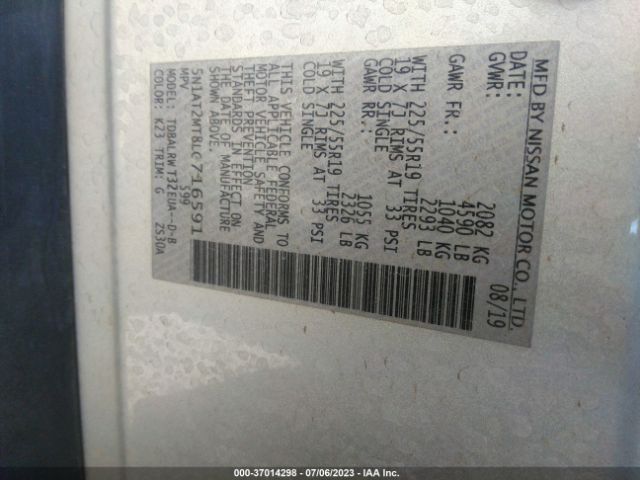 MFD BY NISSAN MOTOR CO., LTD.
DATE: 08/19
GVWR: 2082 KG
4590 LB
GAWR FR.: 1040 KG
2293 LB
WITH 225/55R19 TIRES
19 X 7J RIMS AT 33 PSI
COLD SINGLE
GAWR RR.: 1055 KG
2326 LB
WITH 225/55R19 TIRES
19 X 7J RIMS AT 33 PSI
COLD SINGLE
THIS VEHICLE CONFORMS TO
ALL APPLICABLE FEDERAL
MOTOR VEHICLE SAFETY AND
THEFT PREVENTION
STANDARDS IN EFFECT ON
THE DATE OF MANUFACTURE
SHOWN ABOVE.
5N1AT2MT8LC716591
MPV S99
MODEL: TDBALRW T32EUA--D-B
COLOR: K23 TRIM: G ZS30A
000-37014298 - 07/06/2023 - IAA Inc.